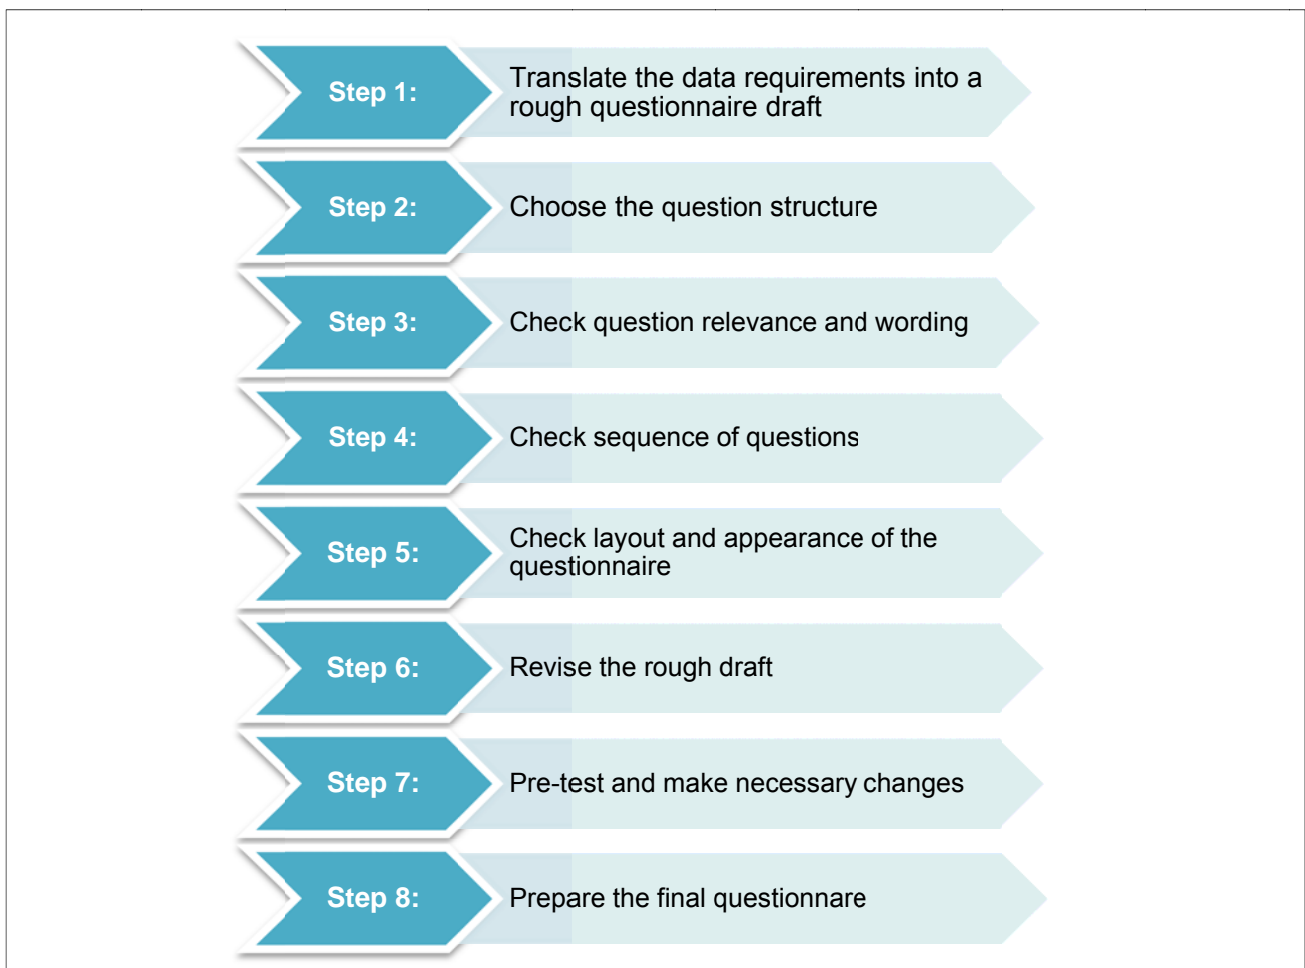 Step 1:
Translate the data requirements into a
rough questionnaire draft
Step 2:
Choose the question structure
Step 3:
Check question relevance and wording
Step 4:
Check sequence of questions
Step 5:
Check layout and appearance of the
questionnaire
Step 6:
Revise the rough draft
Step 7:
Pre-test and make necessary changes
Step 8:
Prepare the final questionnare